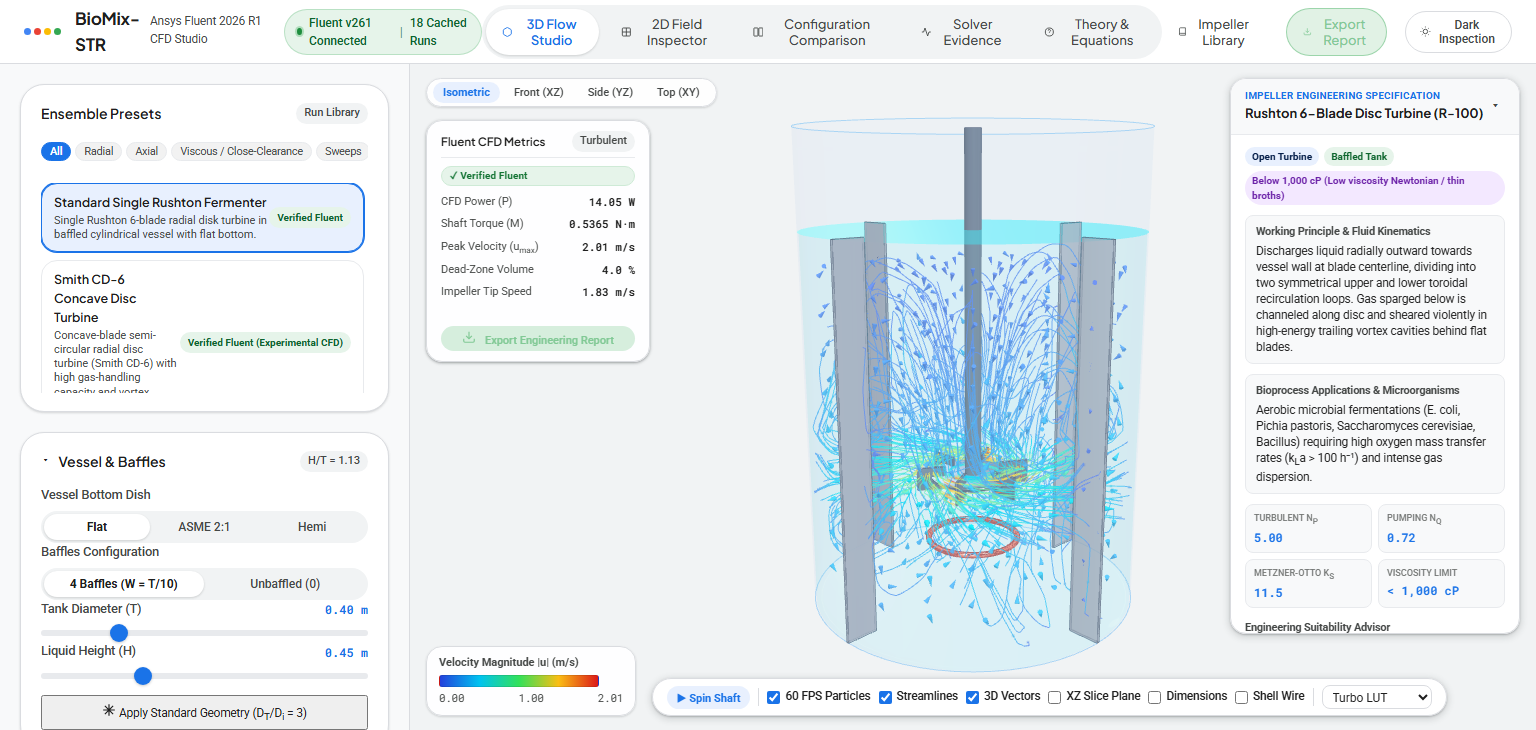 BioMix-STR
Ansys Fluent 2026 R1 CFD Studio
Fluent v261 Connected | 18 Cached Runs
3D Flow Studio
2D Field Inspector
Configuration Comparison
Solver Evidence
Theory & Equations
Impeller Library
Export Report
Dark Inspection
Ensemble Presets
Run Library
All
Radial
Axial
Viscous / Close-Clearance
Sweeps
Standard Single Rushton Fermenter
Single Rushton 6-blade radial disk turbine in
baffled cylindrical vessel with flat bottom.
Verified Fluent
Smith CD-6
Concave Disc
Turbine
Concave-blade semi-
circular radial disc
turbine (Smith CD-6) with
high gas-handling
capacity and vortex
Verified Fluent (Experimental CFD)
Vessel & Baffles
H/T = 1.13
Vessel Bottom Dish
Flat
ASME 2:1
Hemi
Baffles Configuration
4 Baffles (W = T/10)
Unbaffled (0)
Tank Diameter (T)
0.40 m
Liquid Height (H)
0.45 m
Apply Standard Geometry (DT/Di = 3)
Isometric
Front (XZ)
Side (YZ)
Top (XY)
Fluent CFD Metrics
Turbulent
✓ Verified Fluent
CFD Power (P) 14.05 W
Shaft Torque (M) 0.5365 N·m
Peak Velocity (umax) 2.01 m/s
Dead-Zone Volume 4.0 %
Impeller Tip Speed 1.83 m/s
Export Engineering Report
Velocity Magnitude |u| (m/s)
0.00 1.00 2.01
▶ Spin Shaft
60 FPS Particles
Streamlines
3D Vectors
XZ Slice Plane
Dimensions
Shell Wire
Turbo LUT
IMPELLER ENGINEERING SPECIFICATION
Rushton 6-Blade Disc Turbine (R-100)
Open Turbine
Baffled Tank
Below 1,000 cP (Low viscosity Newtonian / thin
broths)
Working Principle & Fluid Kinematics
Discharges liquid radially outward towards
vessel wall at blade centerline, dividing into
two symmetrical upper and lower toroidal
recirculation loops. Gas sparged below is
channeled along disc and sheared violently in
high-energy trailing vortex cavities behind flat
blades.
Bioprocess Applications & Microorganisms
Aerobic microbial fermentations (E. coli,
Pichia pastoris, Saccharomyces cerevisiae,
Bacillus) requiring high oxygen mass transfer
rates (kLa > 100 h⁻¹) and intense gas
dispersion.
TURBULENT NP
5.00
PUMPING NQ
0.72
METZNER-OTTO KS
11.5
VISCOSITY LIMIT
< 1,000 cP
Engineering Suitability Advisor